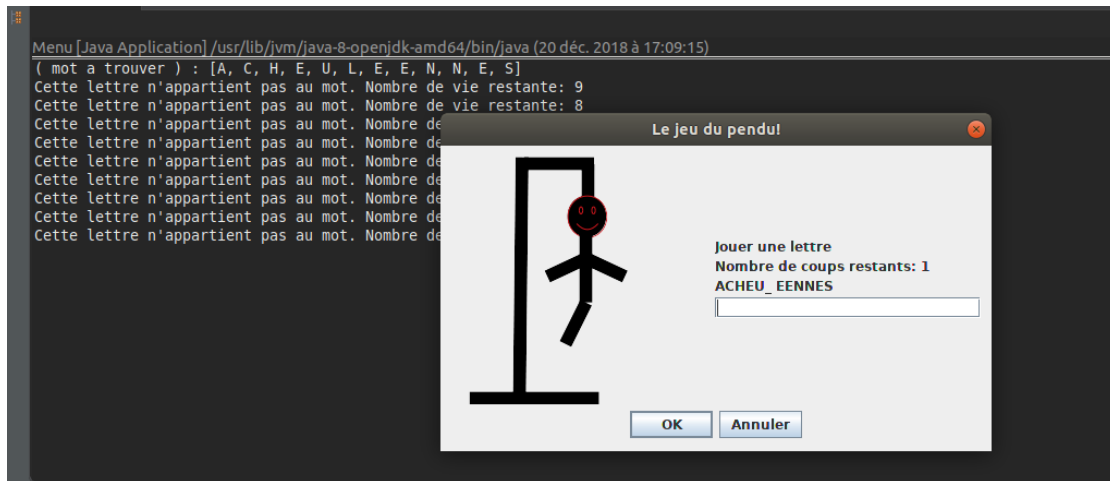 Menu [Java Application] /usr/lib/jvm/java-8-openjdk-amd64/bin/java (20 déc. 2018 à 17:09:15)
( mot a trouver ) : [A, C, H, E, U, L, E, E, N, N, E, S]
Cette lettre n'appartient pas au mot. Nombre de vie restante: 9
Cette lettre n'appartient pas au mot. Nombre de vie restante: 8
Cette lettre n'appartient pas au mot. Nombre de
Cette lettre n'appartient pas au mot. Nombre de
Cette lettre n'appartient pas au mot. Nombre de
Cette lettre n'appartient pas au mot. Nombre de
Cette lettre n'appartient pas au mot. Nombre de
Cette lettre n'appartient pas au mot. Nombre de
Cette lettre n'appartient pas au mot. Nombre de
Le jeu du pendu!
Jouer une lettre
Nombre de coups restants: 1
ACHEU_ EENNES
OK Annuler